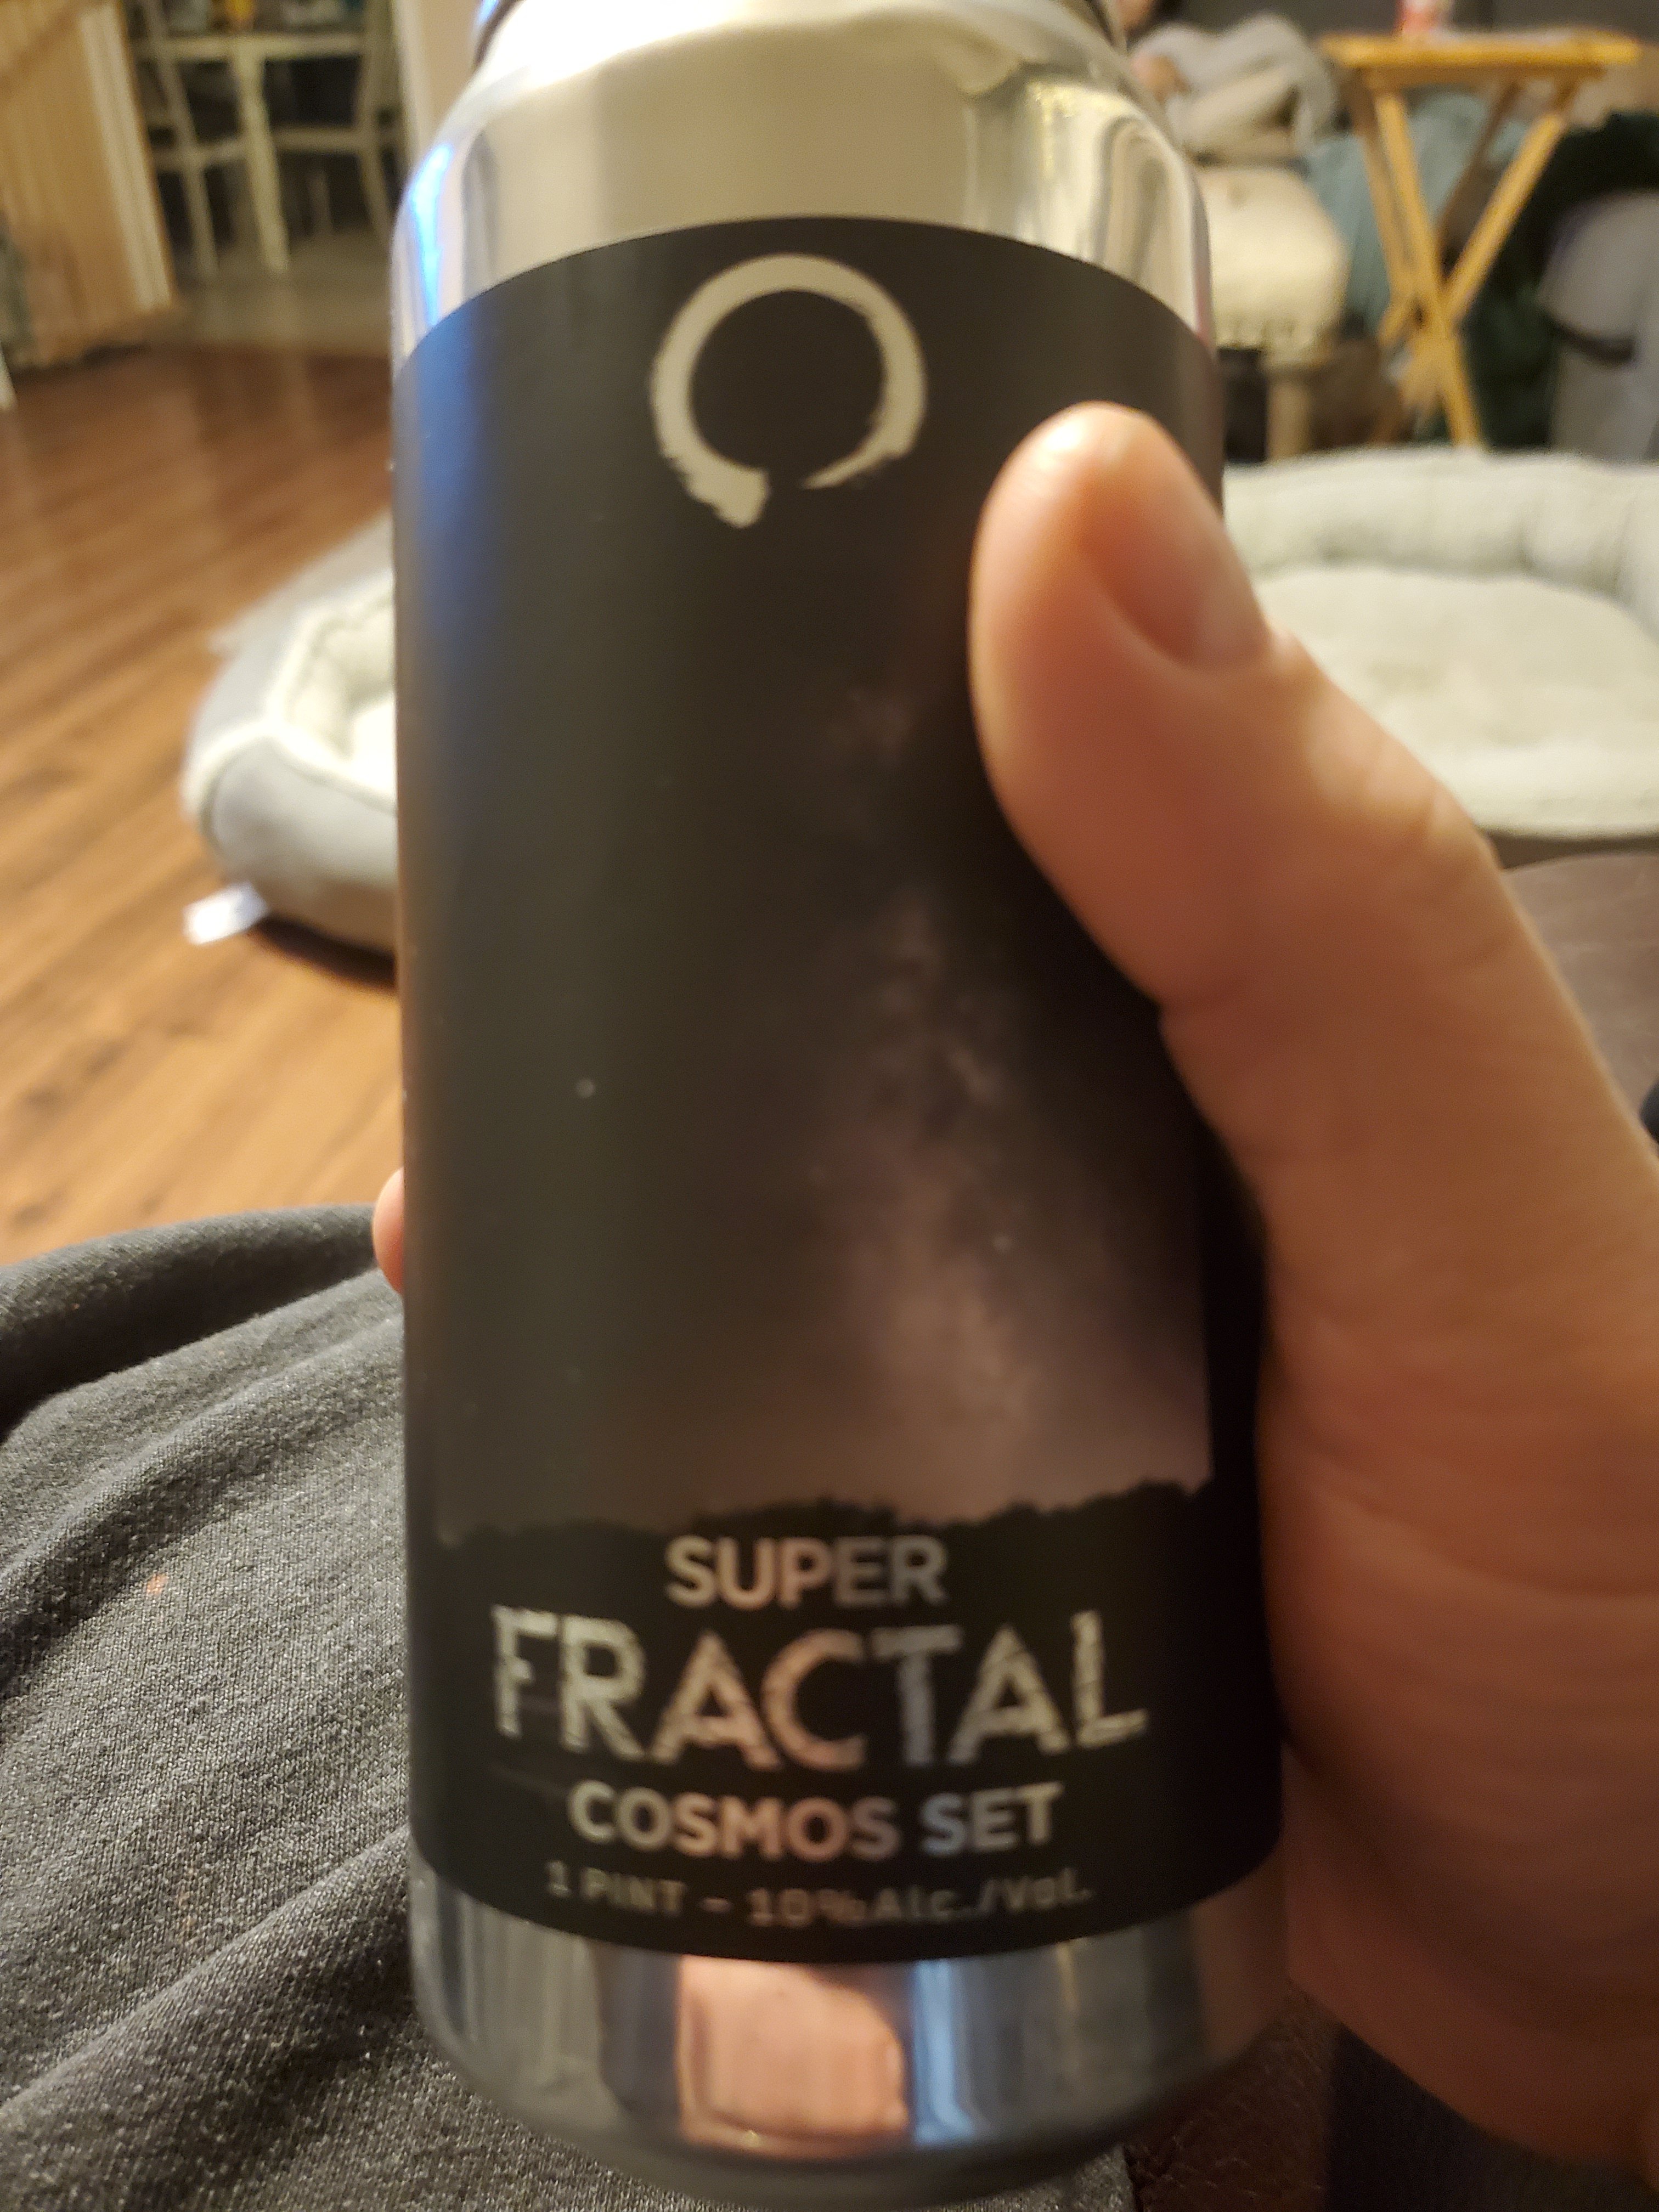 SUPER
FRACTAL
COSMOS SET
1 PINT - 10%Alc./Vol.